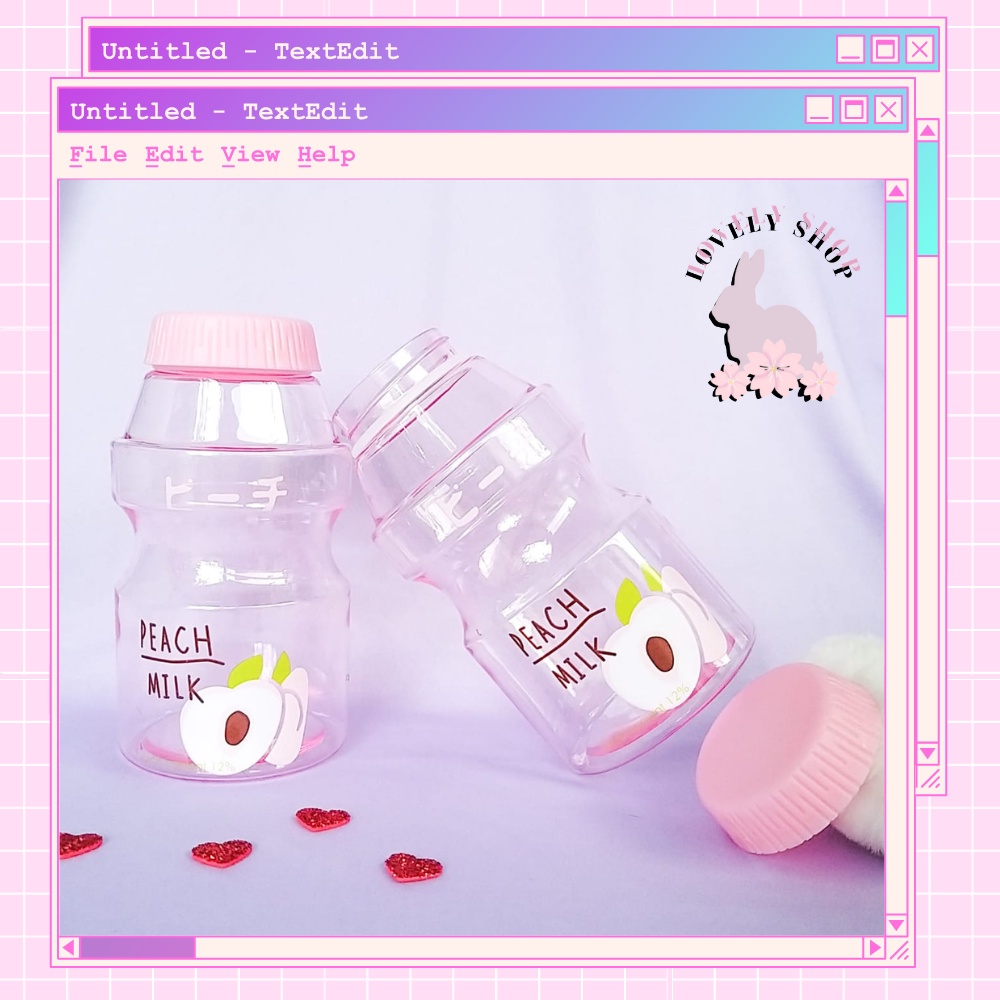 Untitled - TextEdit
Untitled - TextEdit
File Edit View Help
LOVELY SHOP
ピーチ
PEACH
MILK
ピー
PEACH
MILK